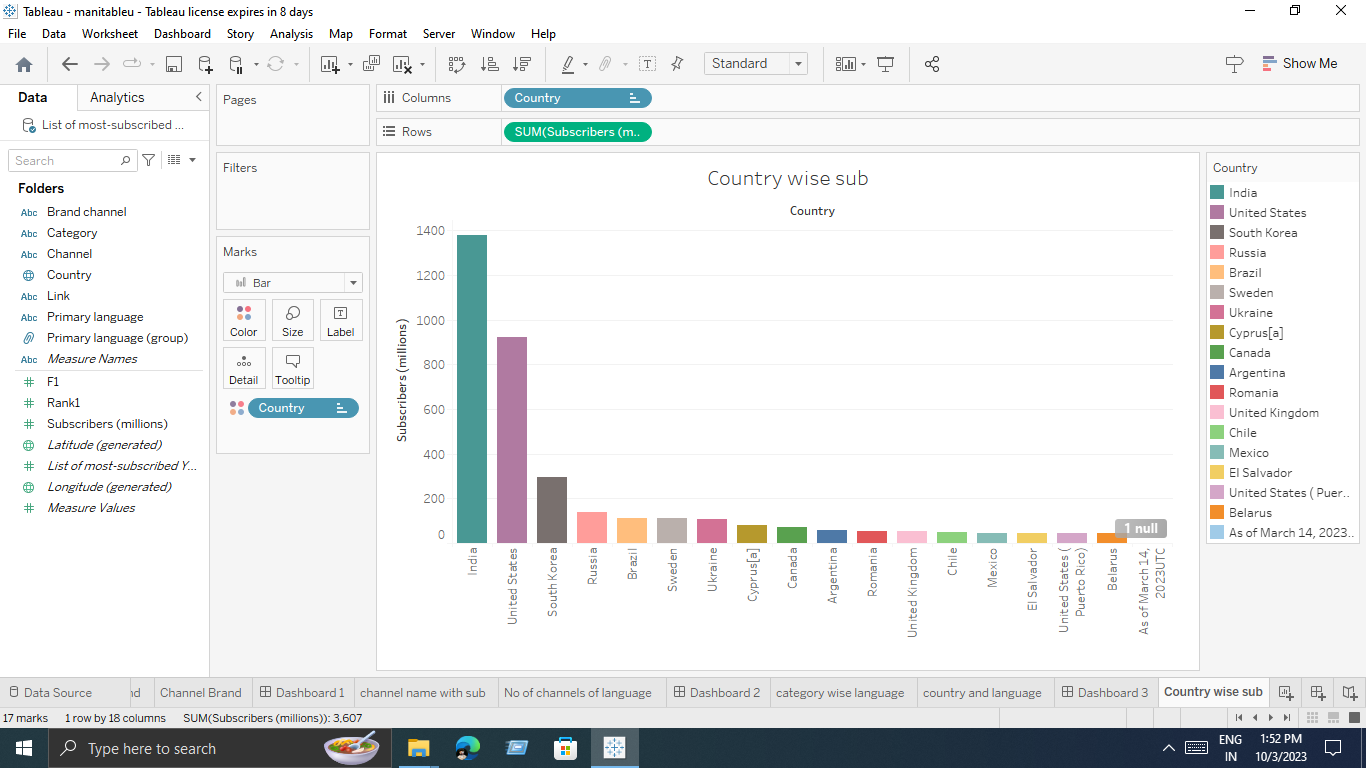 Tableau - manitableu - Tableau license expires in 8 days
File Data Worksheet Dashboard Story Analysis Map Format Server Window Help
Standard
Show Me
Data
Analytics
List of most-subscribed ...
Search
Folders
Abc Brand channel
Abc Category
Abc Channel
Country
Abc Link
Abc Primary language
Primary language (group)
Abc Measure Names
F1
Rank1
Subscribers (millions)
Latitude (generated)
List of most-subscribed Y...
Longitude (generated)
Measure Values
Pages
Filters
Marks
Bar
Color
Size
Label
Detail
Tooltip
Country
Columns
Country
Rows
SUM(Subscribers (m..
Country wise sub
Country
Subscribers (millions)
1400
1200
1000
800
600
400
200
0
1 null
India
United States
South Korea
Russia
Brazil
Sweden
Ukraine
Cyprus[a]
Canada
Argentina
Romania
United Kingdom
Chile
Mexico
El Salvador
United States (
Puerto Rico)
Belarus
As of March 14,
2023UTC
Country
India
United States
South Korea
Russia
Brazil
Sweden
Ukraine
Cyprus[a]
Canada
Argentina
Romania
United Kingdom
Chile
Mexico
El Salvador
United States ( Puer..
Belarus
As of March 14, 2023..
Data Source
nd
Channel Brand
Dashboard 1
channel name with sub
No of channels of language
Dashboard 2
category wise language
country and language
Dashboard 3
Country wise sub
17 marks
1 row by 18 columns
SUM(Subscribers (millions)): 3,607
Type here to search
ENG
IN
1:52 PM
10/3/2023